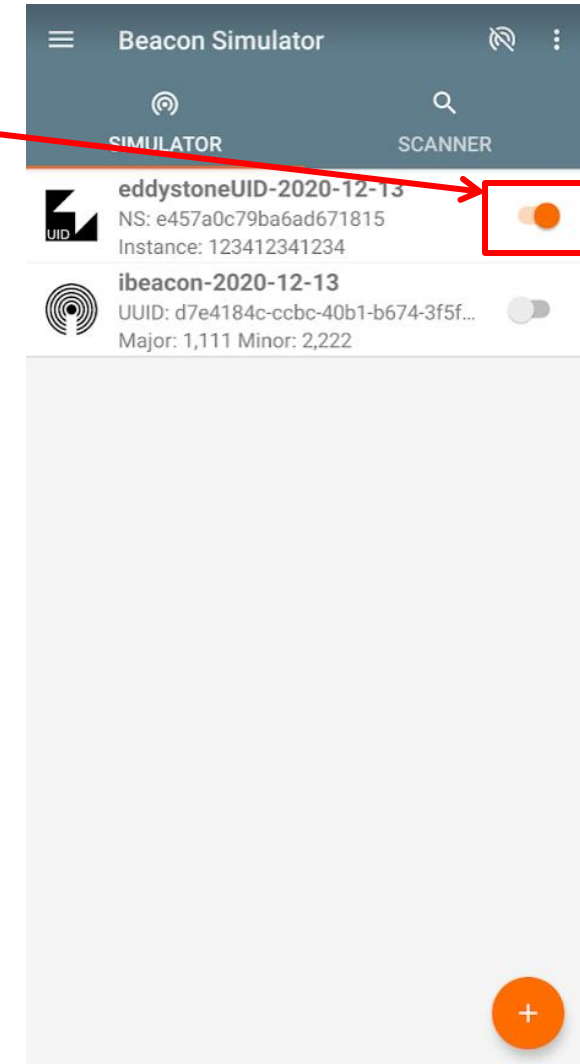 Beacon Simulator
SIMULATOR
SCANNER
eddystoneUID-2020-12-13
NS: e457a0c79ba6ad671815
UID
Instance: 123412341234
ibeacon-2020-12-13
UUID: d7e4184c-ccbc-40b1-b674-3f5f...
Major: 1,111 Minor: 2,222
+